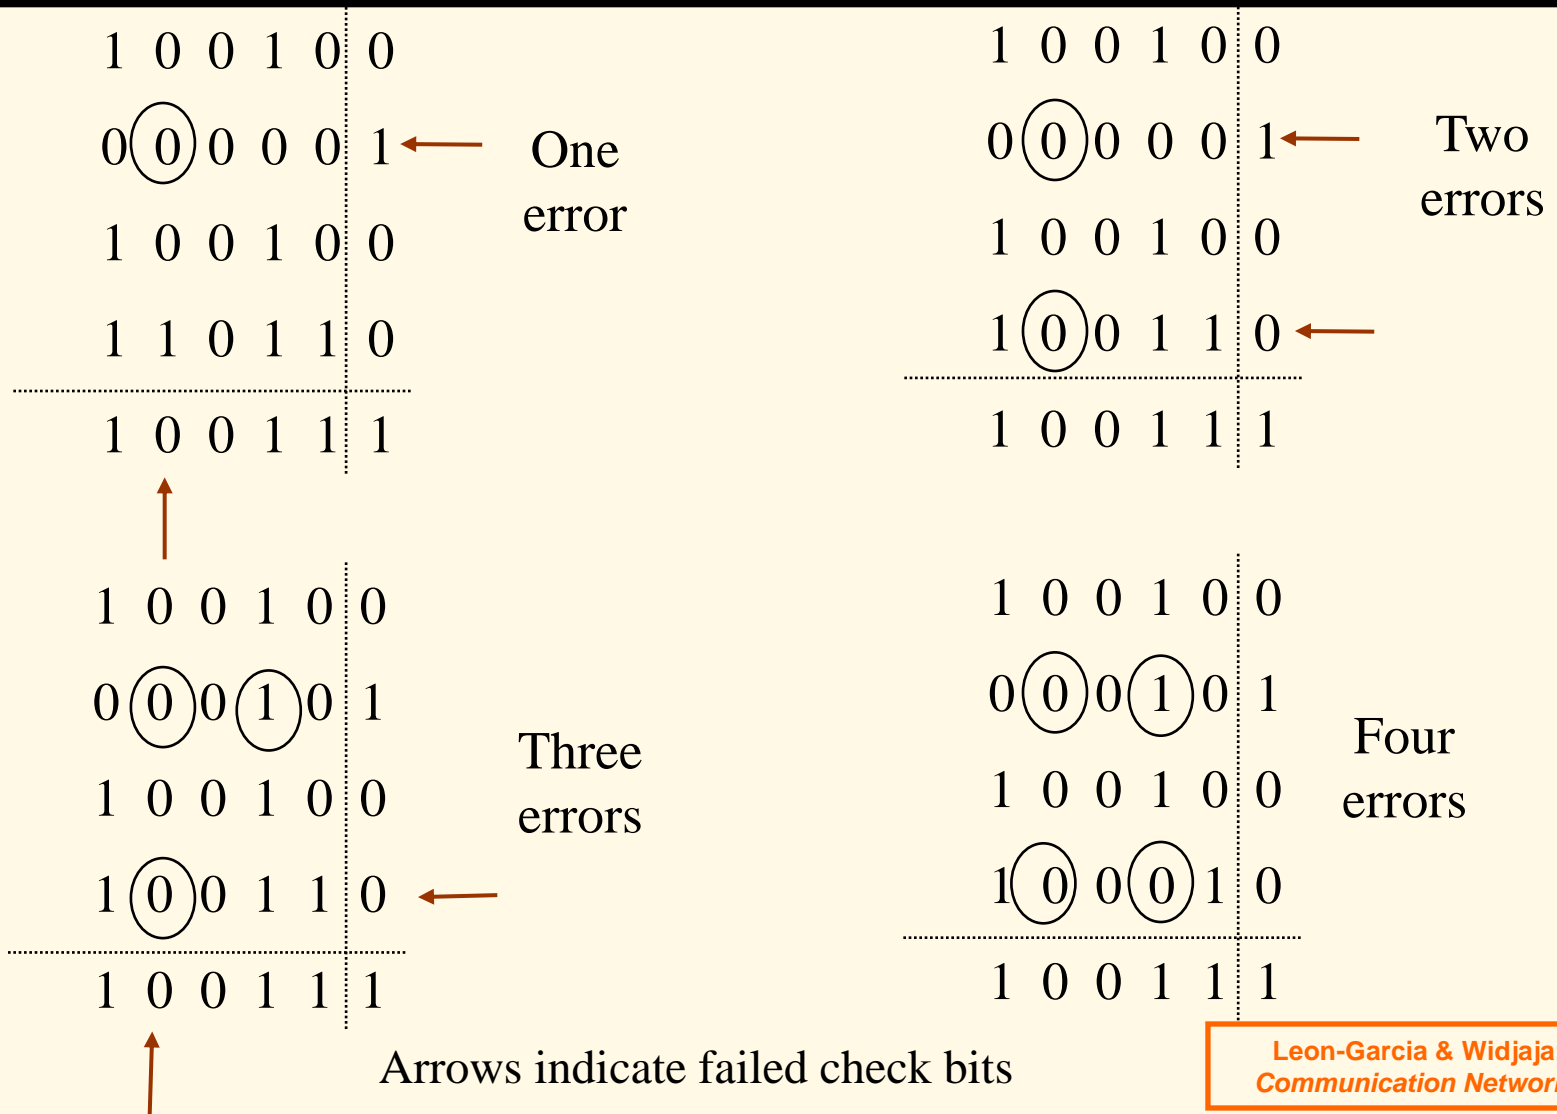 1 0 0 1 0 0
0 0 0 0 0 1
1 0 0 1 0 0
1 1 0 1 1 0
1 0 0 1 1 1
One
error
1 0 0 1 0 0
0 0 0 0 0 1
1 0 0 1 0 0
1 0 0 1 1 0
1 0 0 1 1 1
Two
errors
1 0 0 1 0 0
0 0 0 1 0 1
1 0 0 1 0 0
1 0 0 1 1 0
1 0 0 1 1 1
Three
errors
1 0 0 1 0 0
0 0 0 1 0 1
1 0 0 1 0 0
1 0 0 0 1 0
1 0 0 1 1 1
Four
errors
Arrows indicate failed check bits
Leon-Garcia & Widjaja
Communication